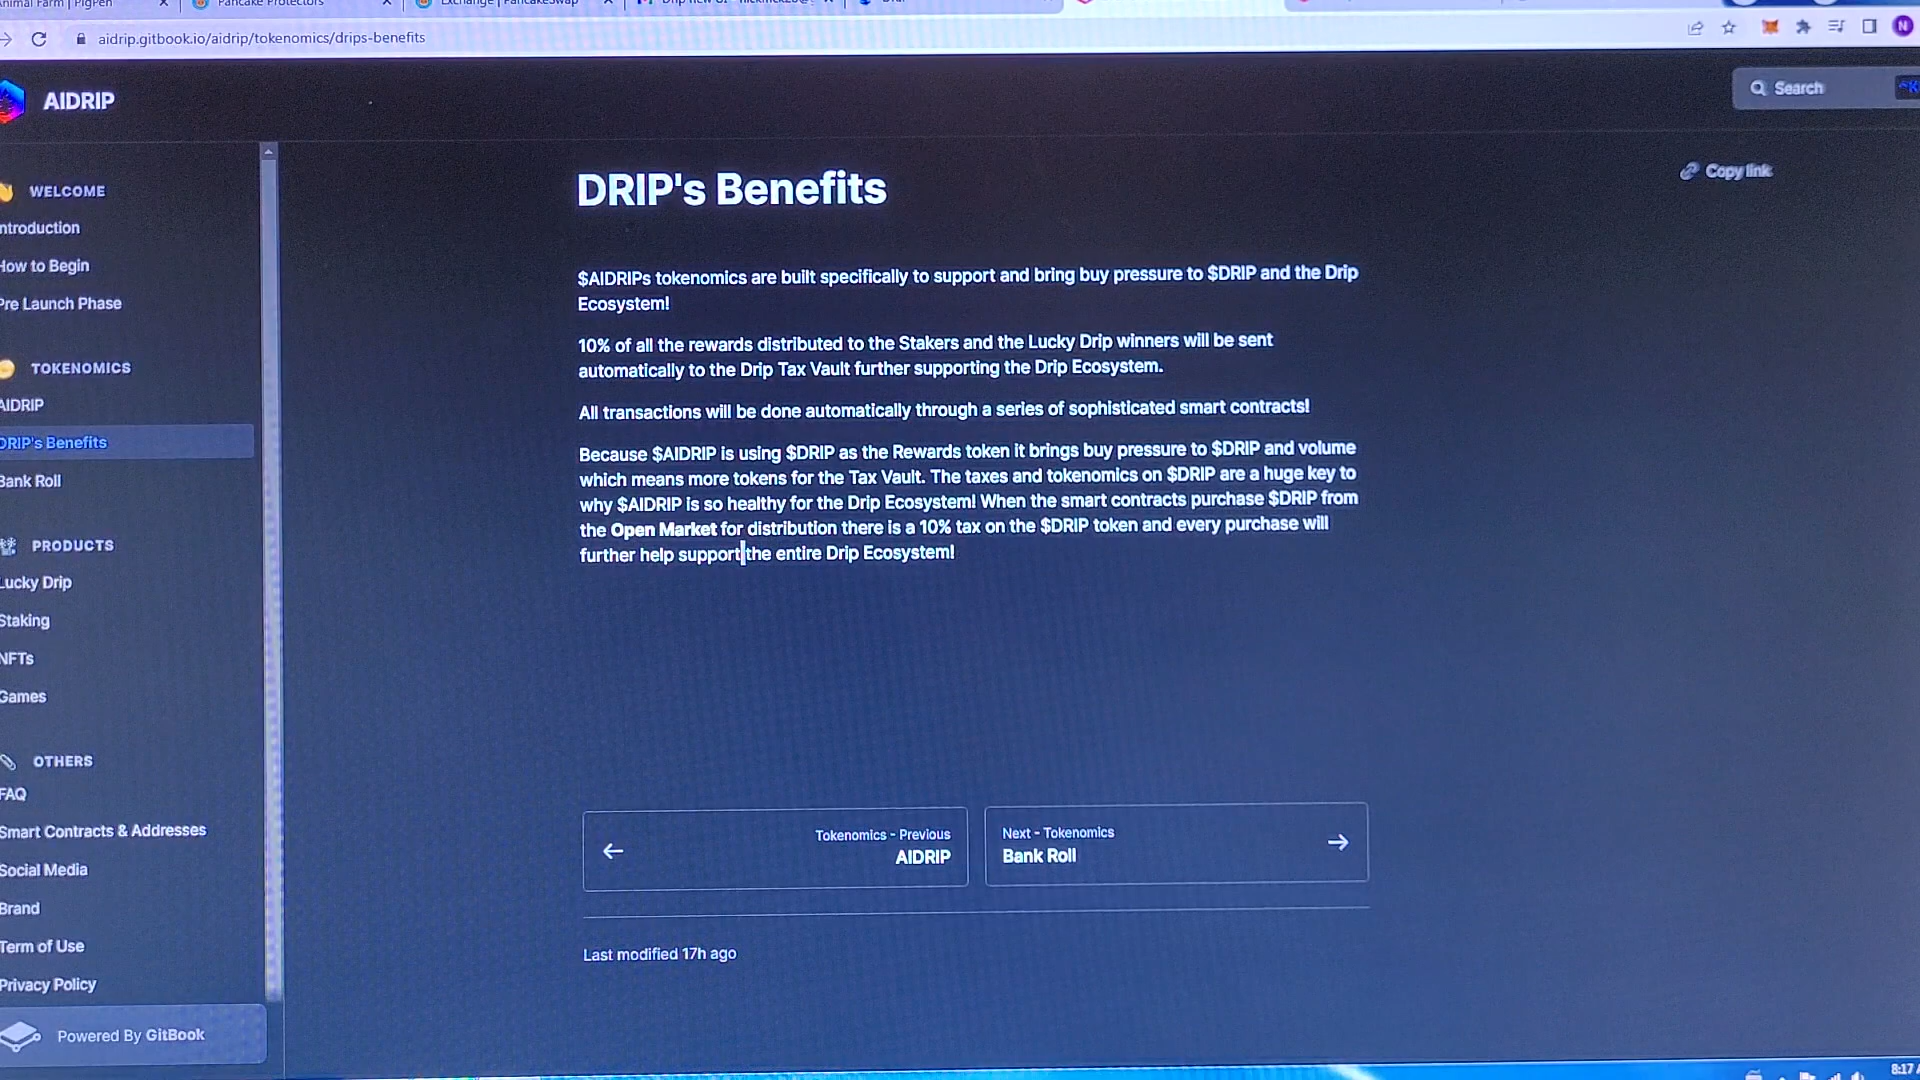 Animal Farm | PigPen
Pancake Protectors
Exchange | PancakeSwap
aidrip.gitbook.io/aidrip/tokenomics/drips-benefits
N
AIDRIP
Search
WELCOME
ntroduction
How to Begin
Pre Launch Phase
TOKENOMICS
AIDRIP
DRIP's Benefits
Bank Roll
PRODUCTS
Lucky Drip
Staking
NFTs
Games
OTHERS
FAQ
Smart Contracts & Addresses
Social Media
Brand
Term of Use
Privacy Policy
Powered By GitBook
DRIP's Benefits
Copy link
$AIDRIPs tokenomics are built specifically to support and bring buy pressure to $DRIP and the Drip
Ecosystem!
10% of all the rewards distributed to the Stakers and the Lucky Drip winners will be sent
automatically to the Drip Tax Vault further supporting the Drip Ecosystem.
All transactions will be done automatically through a series of sophisticated smart contracts!
Because $AIDRIP is using $DRIP as the Rewards token it brings buy pressure to $DRIP and volume
which means more tokens for the Tax Vault. The taxes and tokenomics on $DRIP are a huge key to
why $AIDRIP is so healthy for the Drip Ecosystem! When the smart contracts purchase $DRIP from
the Open Market for distribution there is a 10% tax on the $DRIP token and every purchase will
further help support the entire Drip Ecosystem!
Tokenomics - Previous
AIDRIP
Next - Tokenomics
Bank Roll
Last modified 17h ago
8:17